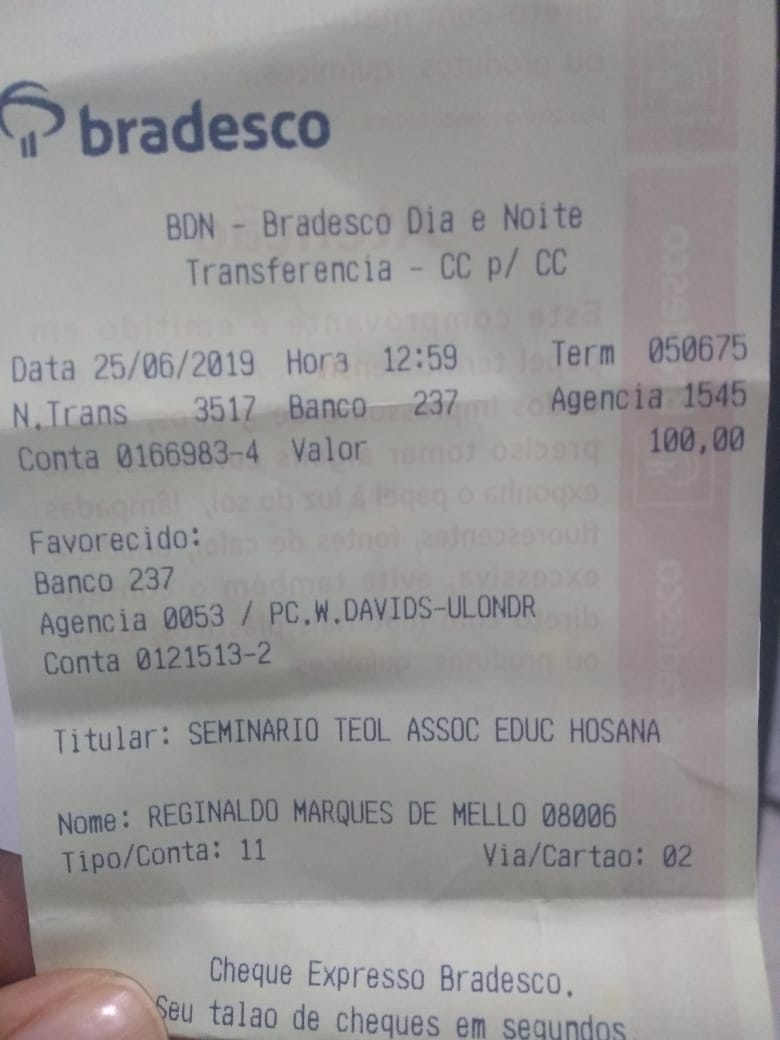 bradesco
BDN - Bradesco Dia e Noite
Transferencia - CC p/ CC
Data 25/06/2019 Hora 12:59 Term 050675
N.Trans 3517 Banco 237 Agencia 1545
Conta 0166983-4 Valor 100,00
Favorecido:
Banco 237
Agencia 0053 / PC.W.DAVIDS-ULONDR
Conta 0121513-2
Titular: SEMINARIO TEOL ASSOC EDUC HOSANA
Nome: REGINALDO MARQUES DE MELLO 08006
Tipo/Conta: 11 Via/Cartao: 02
Cheque Expresso Bradesco.
Seu talao de cheques em segundos